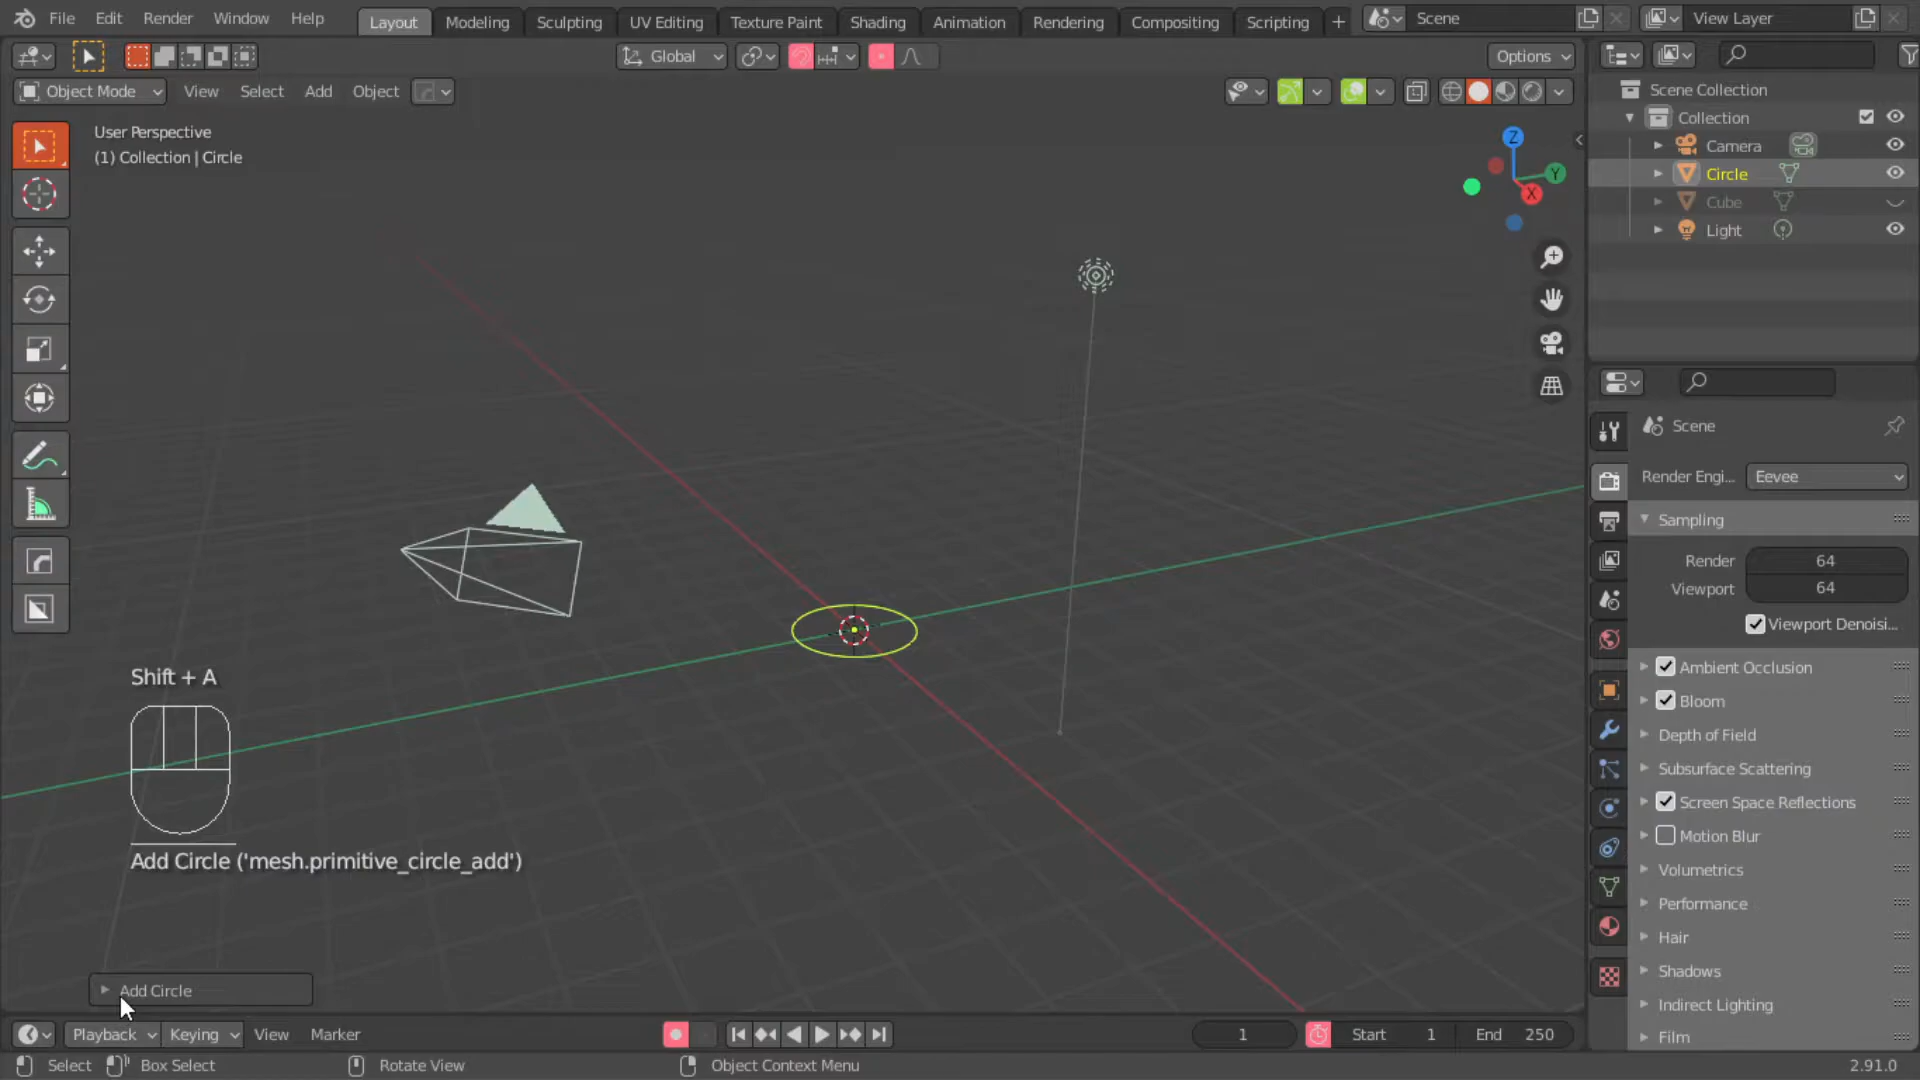 File Edit Render Window Help Layout Modeling Sculpting UV Editing Texture Paint Shading Animation Rendering Compositing Scripting + Scene View Layer
Global Options
Object Mode View Select Add Object
User Perspective
(1) Collection | Circle
Z
Y
X
Scene Collection
Collection
Camera
Circle
Cube
Light
Scene
Render Engi... Eevee
Sampling
Render 64
Viewport 64
Viewport Denoisi...
Ambient Occlusion
Bloom
Depth of Field
Subsurface Scattering
Screen Space Reflections
Motion Blur
Volumetrics
Performance
Hair
Shadows
Indirect Lighting
Film
Shift + A
Add Circle ('mesh.primitive_circle_add')
Add Circle
Playback Keying View Marker 1 Start 1 End 250
Select Box Select Rotate View Object Context Menu 2.91.0